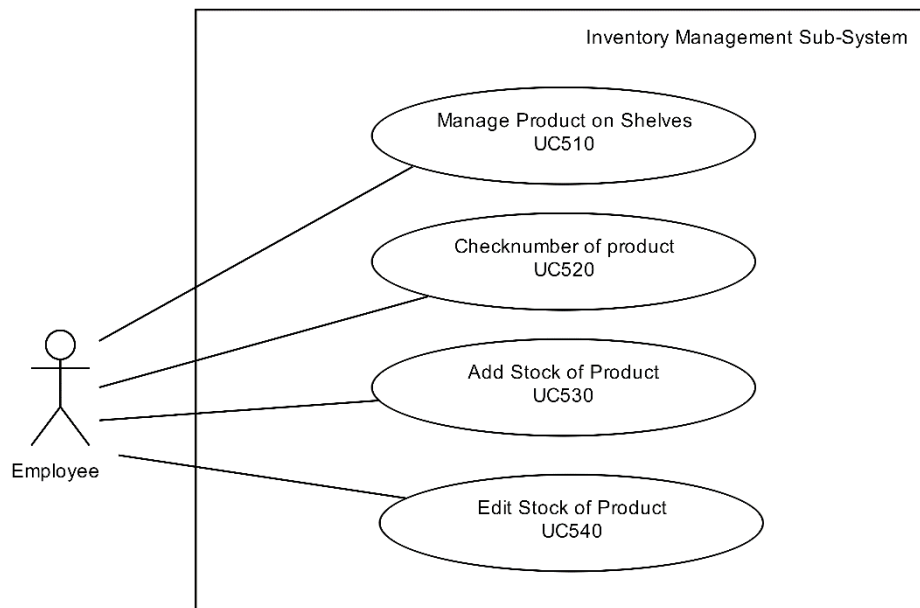 Inventory Management Sub-System
Manage Product on Shelves
UC510
Checknumber of product
UC520
Add Stock of Product
UC530
Employee
Edit Stock of Product
UC540